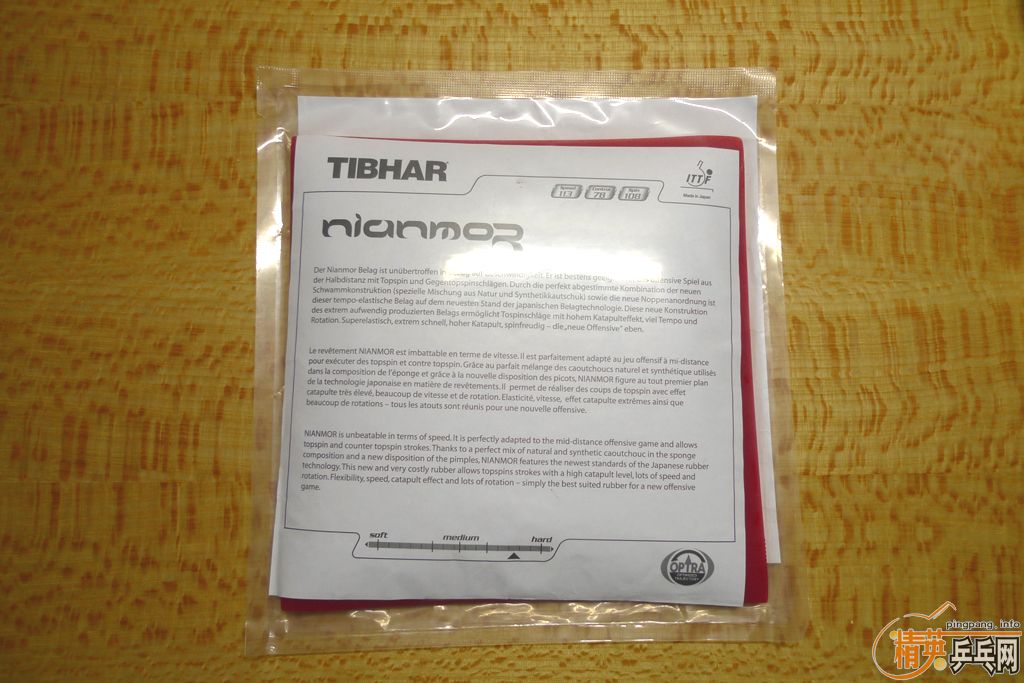 TIBHAR
Speed 113 Control 78 Spin 108
ITTF
Made in Japan
nianmor
Der Nianmor Belag ist unübertroffen in Geschwindigkeit. Er ist bestens Spiel aus
der Halbdistanz mit Topspin und Gegentopspinschlägen. Durch die perfekt abgestimmte Kombination der neuen
Schwammkonstruktion (spezielle Mischung aus Natur und Synthetikkautschuk) sowie die neue Noppenanordnung ist
dieser tempo-elastische Belag auf dem neuesten Stand der japanischen Belagtechnologie. Diese neue Konstruktion
des extrem aufwendig produzierten Belags ermöglicht Tospinschläge mit hohem Katapulteffekt, viel Tempo und
Rotation. Superelastisch, extrem schnell, hoher Katapult, spinfreudig – die „neue Offensive" eben.
Le revêtement NIANMOR est imbattable en terme de vitesse. Il est parfaitement adapté au jeu offensif à mi-distance
pour exécuter des topspin et contre topspin. Grâce au parfait mélange des caoutchoucs naturel et synthétique utilisés
dans la composition de l'éponge et grâce à la nouvelle disposition des picots, NIANMOR figure au tout premier plan
de la technologie japonaise en matière de revêtements. Il permet de réaliser des coups de topspin avec effet
catapulte très élevé, beaucoup de vitesse et de rotation. Elasticité, vitesse, effet catapulte extrêmes ainsi que
beaucoup de rotations – tous les atouts sont réunis pour une nouvelle offensive.
NIANMOR is unbeatable in terms of speed. It is perfectly adapted to the mid-distance offensive game and allows
topspin and counter topspin strokes. Thanks to a perfect mix of natural and synthetic caoutchouc in the sponge
composition and a new disposition of the pimples, NIANMOR features the newest standards of the Japanese rubber
technology. This new and very costly rubber allows topspins strokes with a high catapult level, lots of speed and
rotation. Flexibility, speed, catapult effect and lots of rotation – simply the best suited rubber for a new offensive
game.
soft medium hard
OPTRA
OPTIMIZED
TRAJECTORY
pingpang.info
精英乒乓网